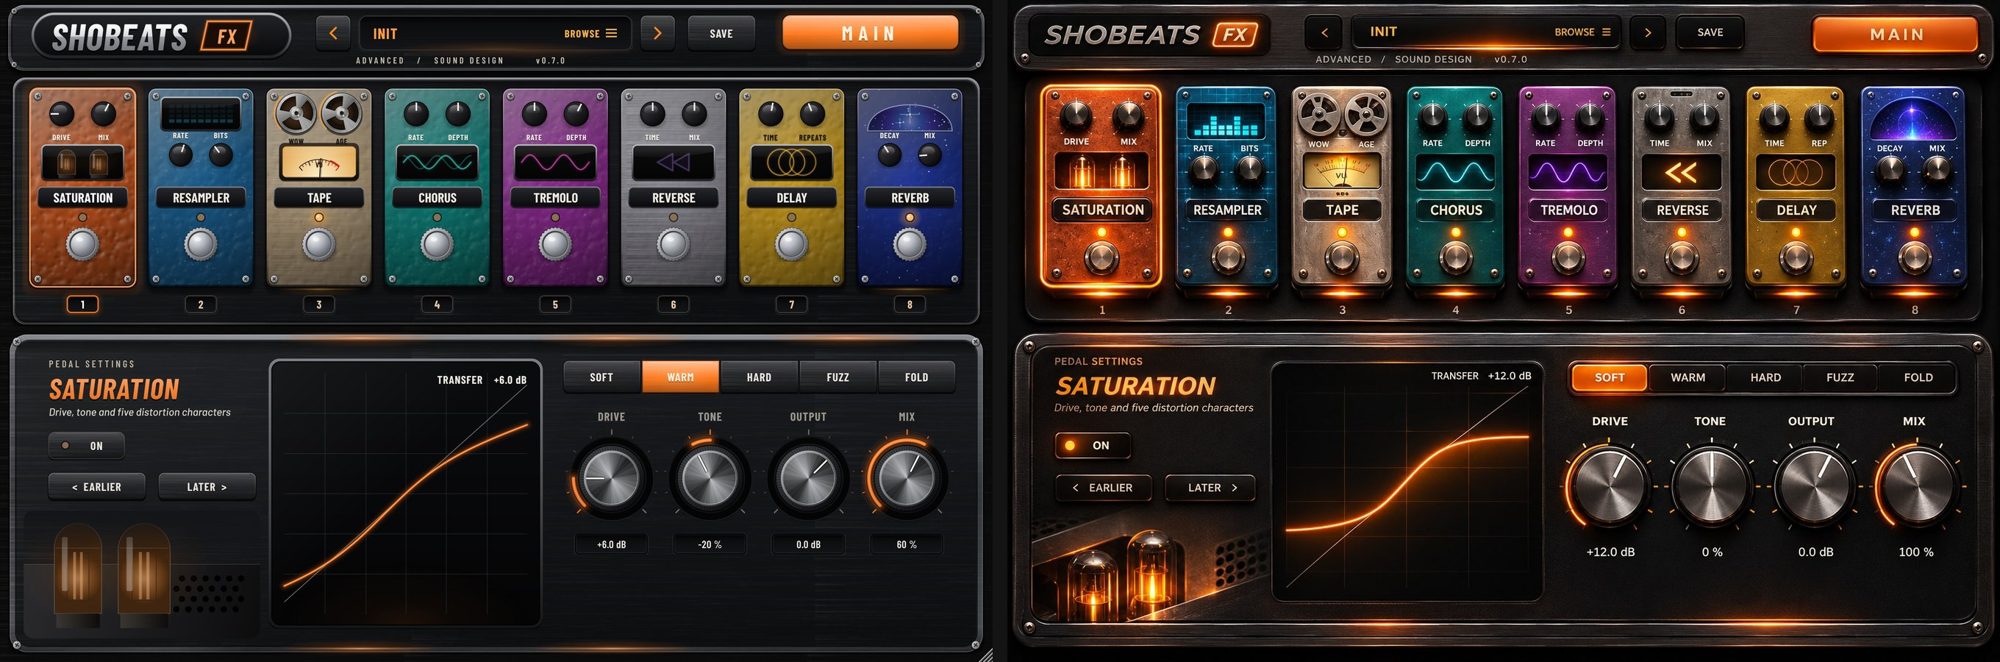 SHOBEATS FX
INIT
BROWSE
SAVE
MAIN
ADVANCED / SOUND DESIGN v0.7.0
DRIVE MIX
RATE BITS
WOW AGE
VU
RATE DEPTH
RATE DEPTH
TIME MIX
TIME REPEATS
DECAY MIX
SATURATION
RESAMPLER
TAPE
CHORUS
TREMOLO
REVERSE
DELAY
REVERB
1 2 3 4 5 6 7 8
PEDAL SETTINGS
SATURATION
Drive, tone and five distortion characters
ON
< EARLIER
LATER >
TRANSFER +6.0 dB
SOFT WARM HARD FUZZ FOLD
DRIVE TONE OUTPUT MIX
+6.0 dB -20 % 0.0 dB 60 %
SHOBEATS FX
< INIT BROWSE > SAVE
MAIN
ADVANCED / SOUND DESIGN v0.7.0
DRIVE MIX
RATE BITS
WOW AGE
VU
RATE DEPTH
RATE DEPTH
TIME MIX
TIME REP
DECAY MIX
SATURATION
RESAMPLER
TAPE
CHORUS
TREMOLO
REVERSE
DELAY
REVERB
1 2 3 4 5 6 7 8
PEDAL SETTINGS
SATURATION
Drive, tone and five distortion characters
ON
< EARLIER
LATER >
TRANSFER +12.0 dB
SOFT WARM HARD FUZZ FOLD
DRIVE TONE OUTPUT MIX
+12.0 dB 0 % 0.0 dB 100 %